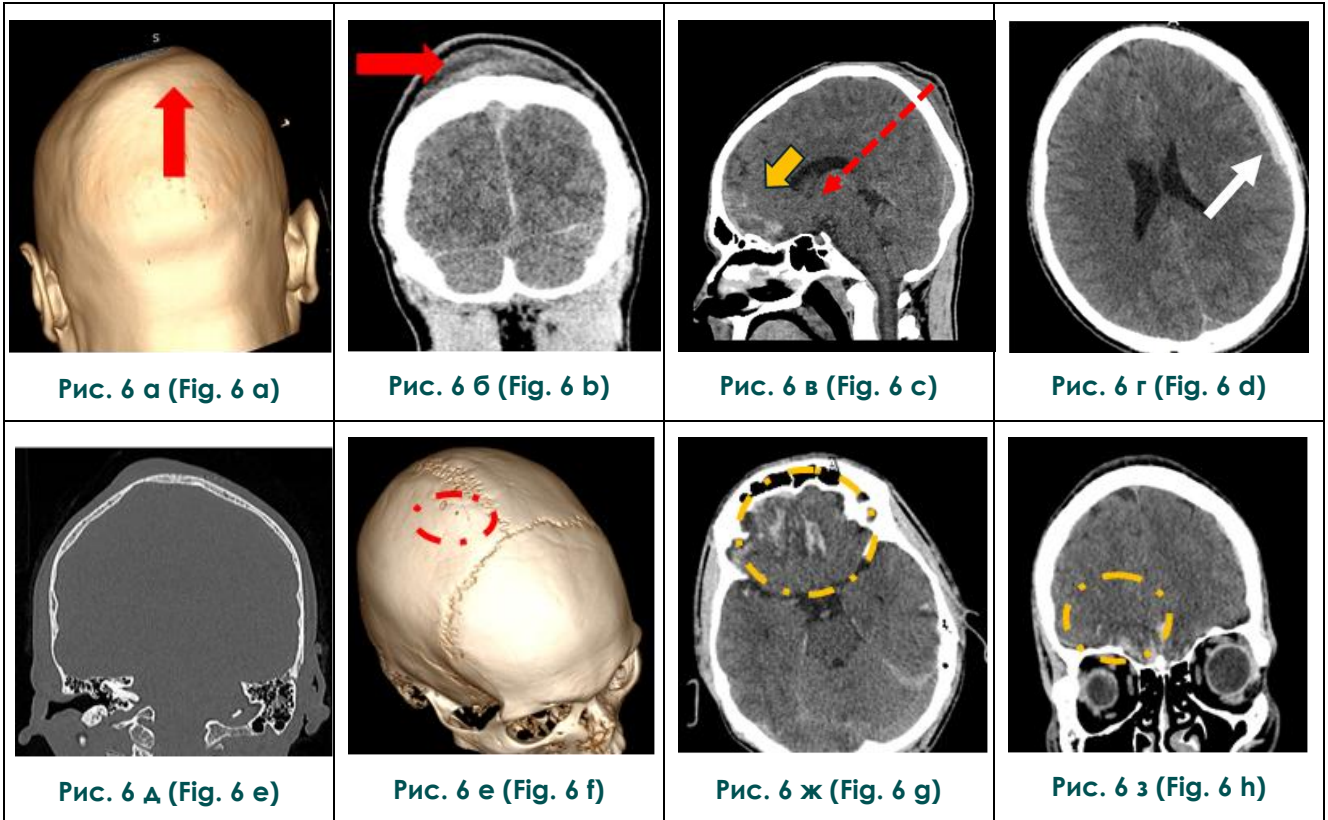 S
Рис. 6 а (Fig. 6 a)
Рис. 6 б (Fig. 6 b)
Рис. 6 в (Fig. 6 c)
Рис. 6 г (Fig. 6 d)
Рис. 6 д (Fig. 6 e)
Рис. 6 е (Fig. 6 f)
Рис. 6 ж (Fig. 6 g)
Рис. 6 з (Fig. 6 h)